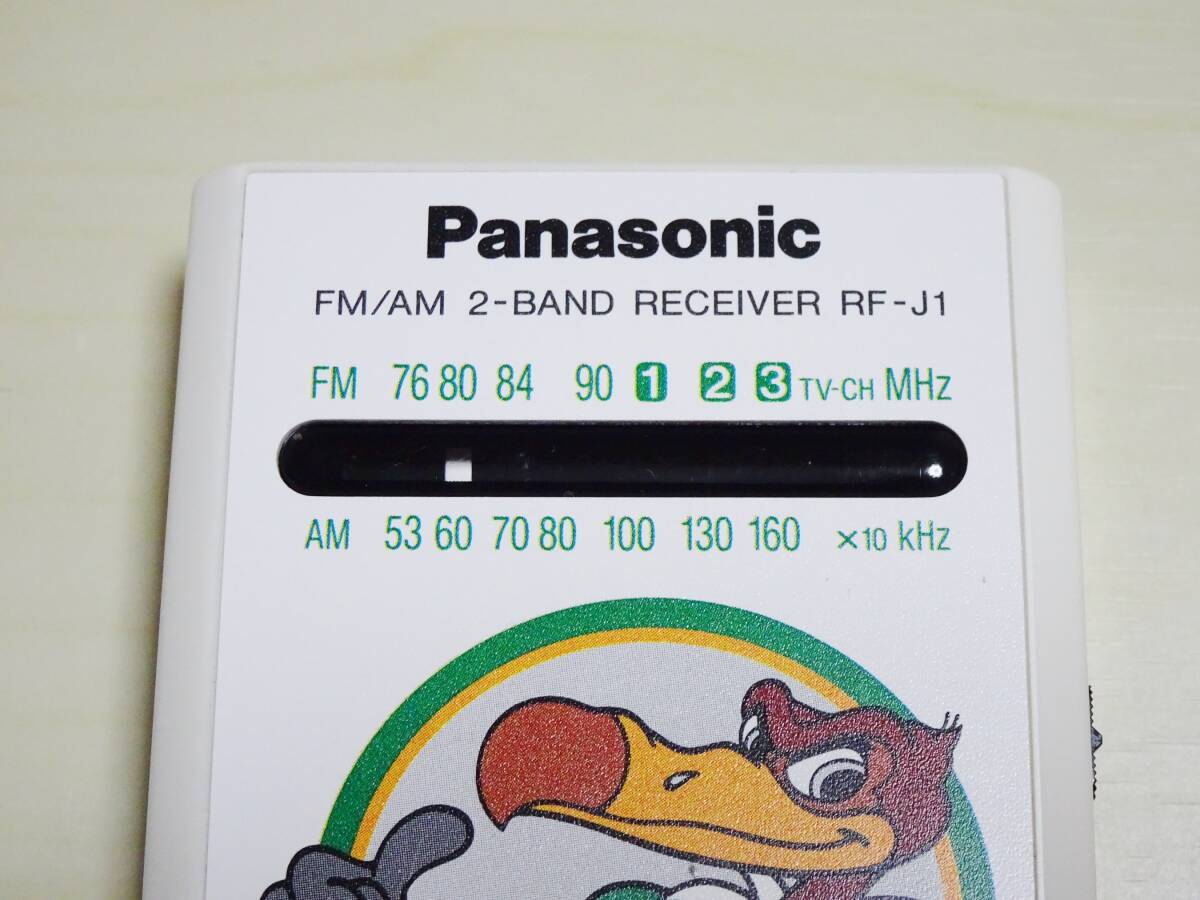 Panasonic
FM/AM 2-BAND RECEIVER RF-J1
FM 76 80 84 90 1 2 3 TV-CH MHz
AM 53 60 70 80 100 130 160 ×10 kHz